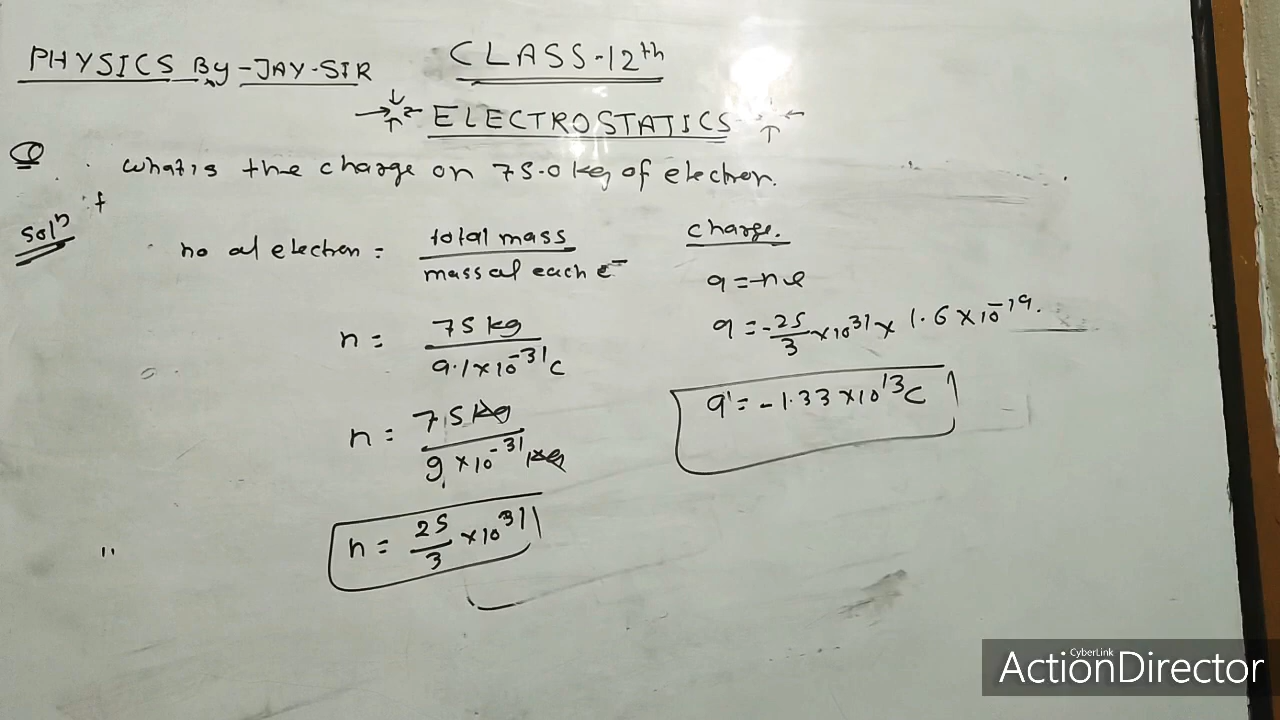 PHYSICS By-JAY-SIR
CLASS-12th
ELECTROSTATICS
Q. what is the charge on 75.0 kg of electron.
Solⁿ
no of electron = total mass / mass of each e⁻
n = 75 kg / 9.1×10⁻³¹ C
n = 75 kg / 9×10⁻³¹ kg
n = 25/3 ×10³¹
charge.
q = -ne
q = -25/3 ×10³¹ × 1.6×10⁻¹⁹.
q = -1.33×10¹³C
CyberLink
ActionDirector